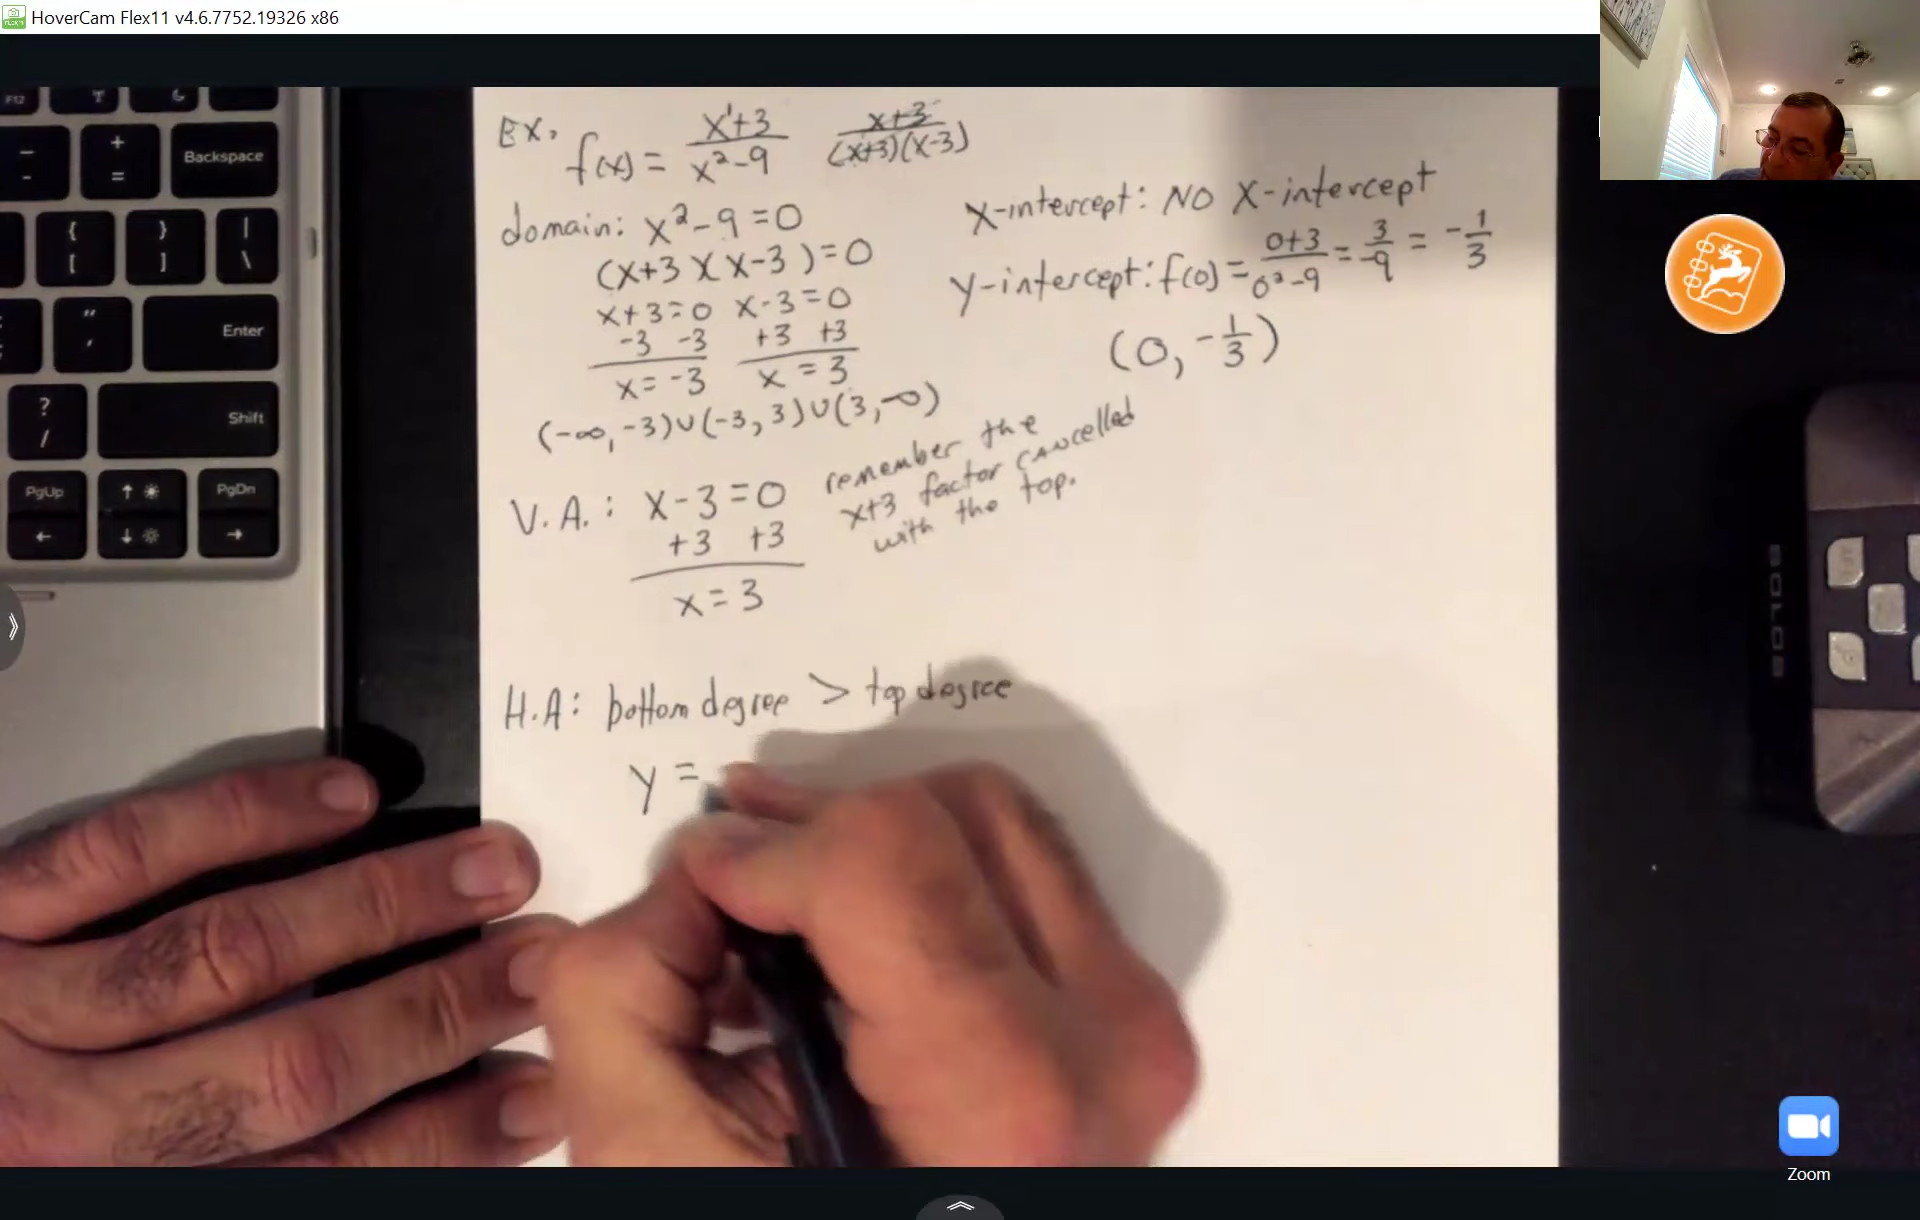 HoverCam Flex11 v4.6.7752.19326 x86
Ex. f(x) = x¹+3 / x²-9   x+3 / (x+3)(x-3)
domain: x²-9=0
(x+3)(x-3)=0
x+3=0 x-3=0
-3 -3 +3 +3
x=-3 x=3
(-∞,-3)∪(-3,3)∪(3,∞)
x-intercept: NO x-intercept
y-intercept: f(0) = 0+3 / 0²-9 = 3 / -9 = -1/3
(0, -1/3)
V.A.: x-3=0
+3 +3
x=3
remember the
x+3 factor cancelled
with the top.
H.A: bottom degree > top degree
y =
F12
+
=
-
-
Backspace
{
[
}
]
|
\
"
'
Enter
?
/
Shift
PgUp
PgDn
SOLO8
Zoom